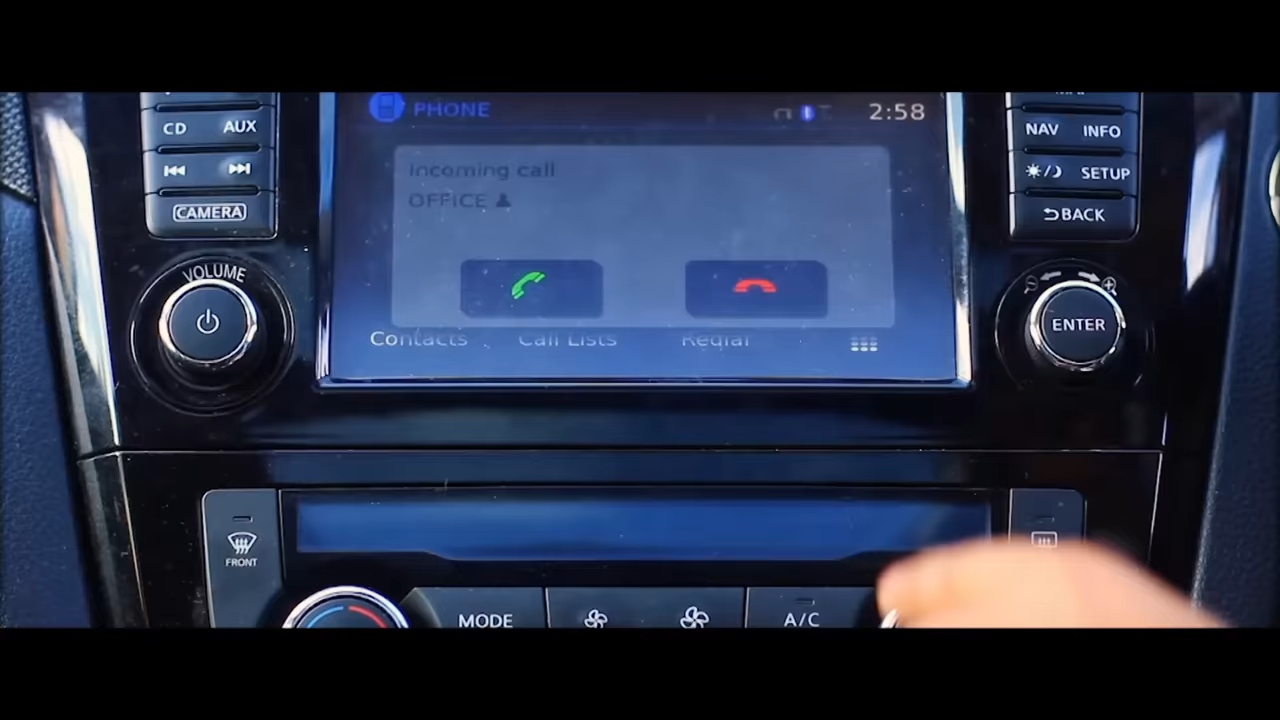 PHONE
2:58
CD AUX
NAV INFO
Incoming call
SETUP
OFFICE
CAMERA
BACK
VOLUME
ENTER
Contacts Call Lists Redial
FRONT
MODE
A/C